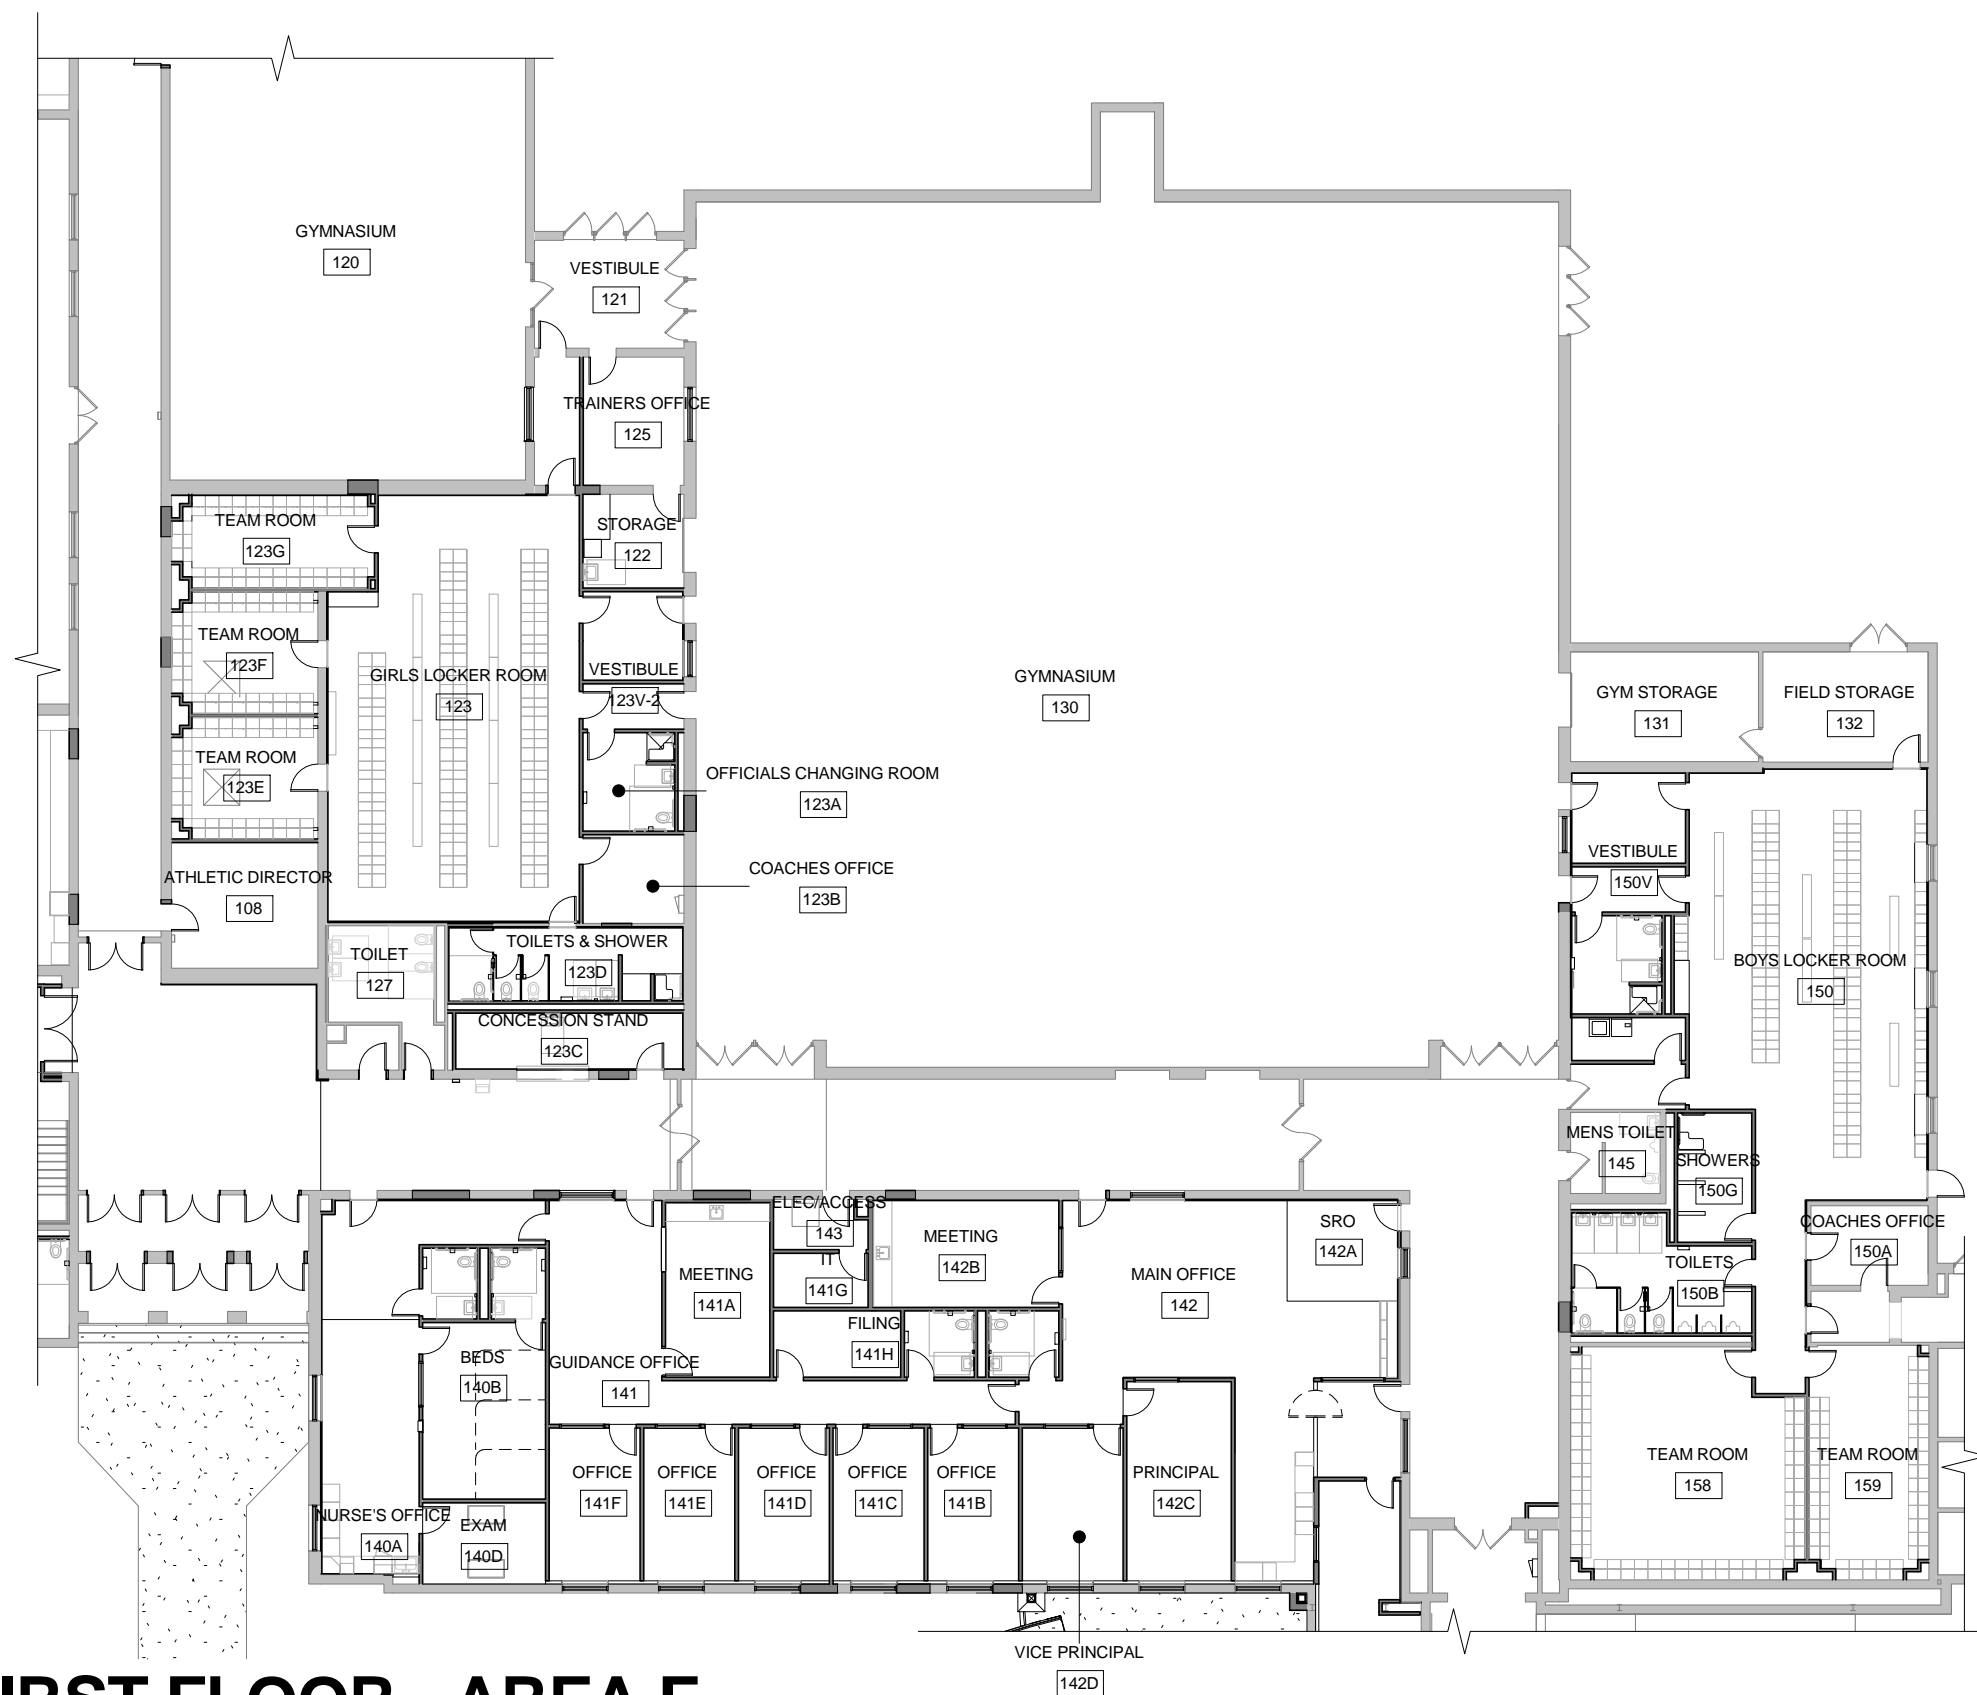 GYMNASIUM
120
VESTIBULE
121
TRAINERS OFFICE
125
TEAM ROOM
123G
STORAGE
122
TEAM ROOM
123F
VESTIBULE
123V-2
GIRLS LOCKER ROOM
123
GYMNASIUM
130
GYM STORAGE
131
FIELD STORAGE
132
TEAM ROOM
123E
OFFICIALS CHANGING ROOM
123A
COACHES OFFICE
123B
VESTIBULE
150V
ATHLETIC DIRECTOR
108
TOILET
127
TOILETS & SHOWER
123D
BOYS LOCKER ROOM
150
CONCESSION STAND
123C
MENS TOILET
145
SHOWERS
150G
ELEC/ACCESS
143
IT
141G
MEETING
142B
SRO
142A
COACHES OFFICE
150A
MEETING
141A
MAIN OFFICE
142
TOILETS
150B
FILING
141H
BEDS
140B
GUIDANCE OFFICE
141
OFFICE
141F
OFFICE
141E
OFFICE
141D
OFFICE
141C
OFFICE
141B
PRINCIPAL
142C
TEAM ROOM
158
TEAM ROOM
159
NURSE'S OFFICE
140A
EXAM
140D
VICE PRINCIPAL
142D
IRST FLOOR - AREA E